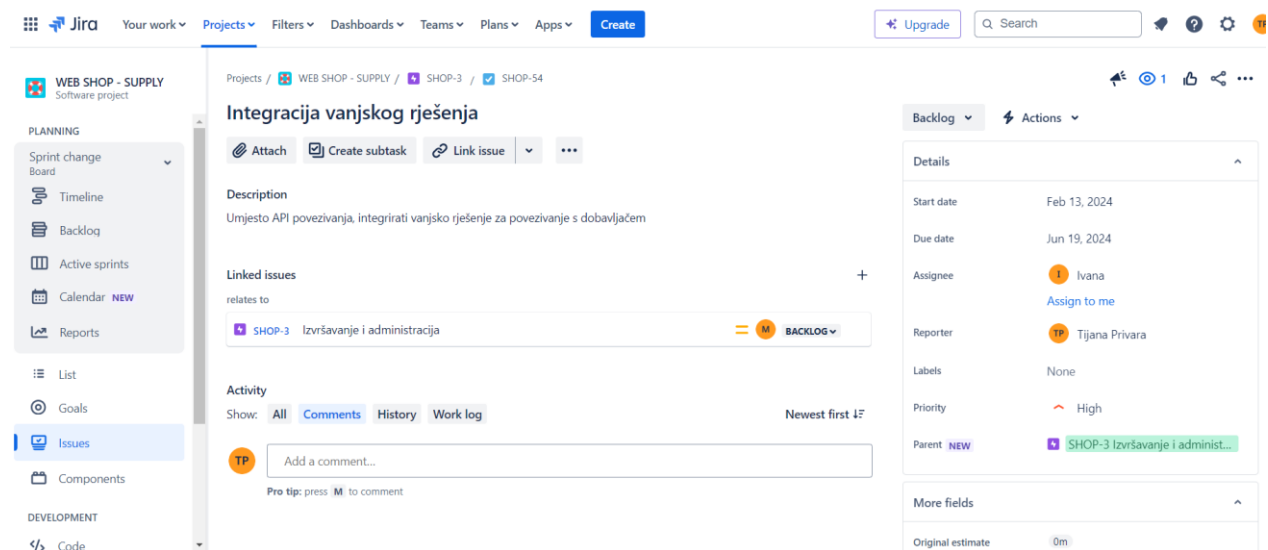 Jira Your work Projects Filters Dashboards Teams Plans Apps Create Upgrade Search TP
WEB SHOP - SUPPLY
Software project
PLANNING
Sprint change
Board
Timeline
Backlog
Active sprints
Calendar NEW
Reports
List
Goals
Issues
Components
DEVELOPMENT
Code
Projects / WEB SHOP - SUPPLY / SHOP-3 / SHOP-54
1
Integracija vanjskog rješenja
Attach Create subtask Link issue
Description
Umjesto API povezivanja, integrirati vanjsko rješenje za povezivanje s dobavljačem
Linked issues
relates to
SHOP-3 Izvršavanje i administracija M BACKLOG
Activity
Show: All Comments History Work log Newest first
TP Add a comment...
Pro tip: press M to comment
Backlog Actions
Details
Start date Feb 13, 2024
Due date Jun 19, 2024
Assignee I Ivana
Assign to me
Reporter TP Tijana Privara
Labels None
Priority High
Parent NEW SHOP-3 Izvršavanje i administ...
More fields
Original estimate 0m